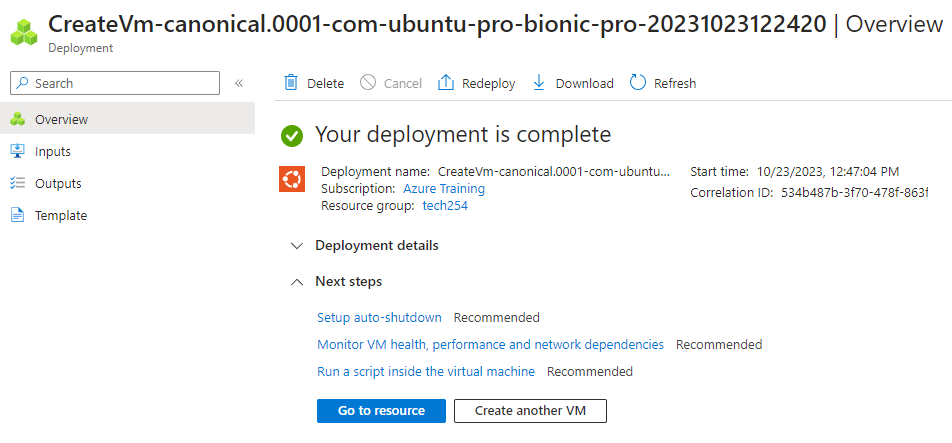 CreateVm-canonical.0001-com-ubuntu-pro-bionic-pro-20231023122420 | Overview
Deployment
Search
«
Delete Cancel Redeploy Download Refresh
Overview
Inputs
Outputs
Template
Your deployment is complete
Deployment name: CreateVm-canonical.0001-com-ubuntu... Start time: 10/23/2023, 12:47:04 PM
Subscription: Azure Training Correlation ID: 534b487b-3f70-478f-863f
Resource group: tech254
Deployment details
Next steps
Setup auto-shutdown Recommended
Monitor VM health, performance and network dependencies Recommended
Run a script inside the virtual machine Recommended
Go to resource Create another VM